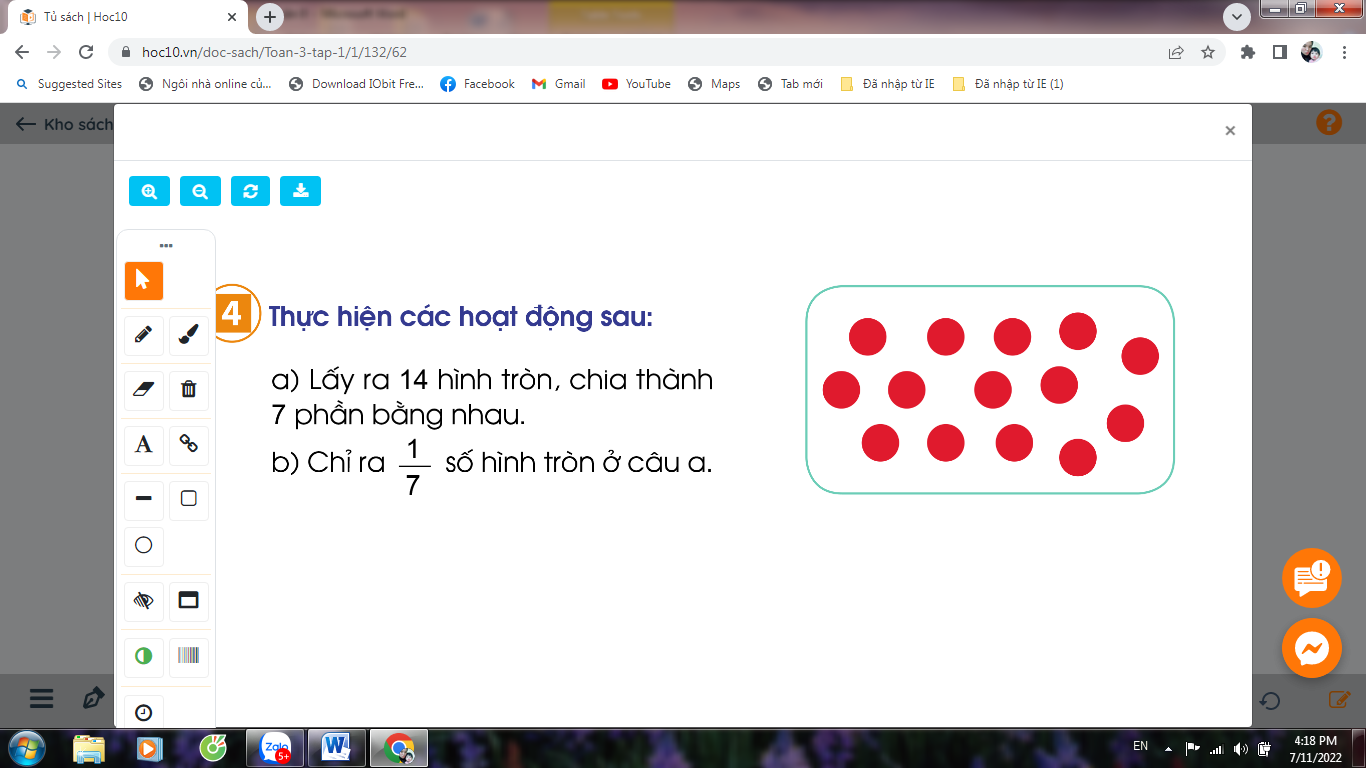 Tủ sách | Hoc10
hoc10.vn/doc-sach/Toan-3-tap-1/1/132/62
Suggested Sites
Ngôi nhà online củ...
Download IObit Fre...
Facebook
Gmail
YouTube
Maps
Tab mới
Đã nhập từ IE
Đã nhập từ IE (1)
Kho sách
4 Thực hiện các hoạt động sau:
a) Lấy ra 14 hình tròn, chia thành
7 phần bằng nhau.
b) Chỉ ra 1/7 số hình tròn ở câu a.
A
Zalo
5+
W
EN
4:18 PM
7/11/2022